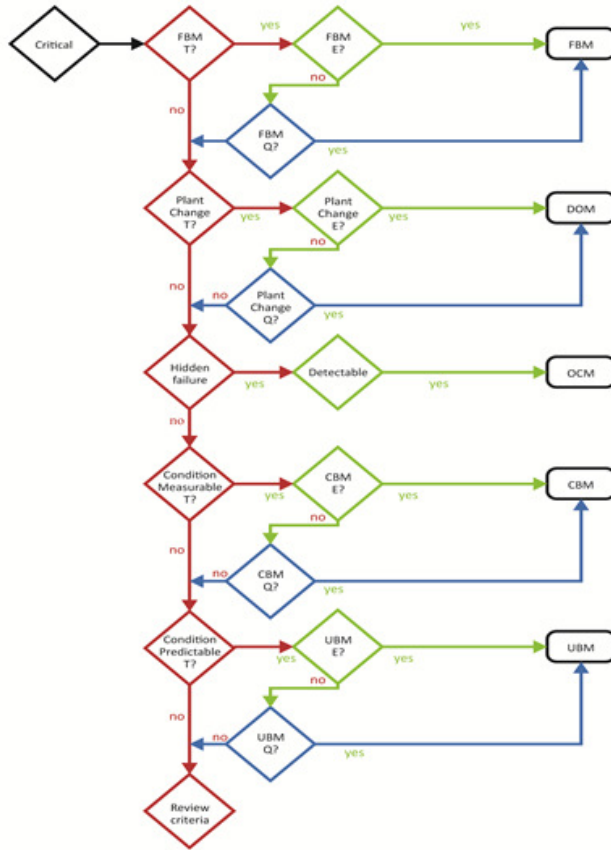 Critical
FBM
T?
yes
FBM
E?
yes
FBM
no
no
FBM
Q?
yes
Plant
Change
T?
yes
Plant
Change
E?
yes
DOM
no
no
no
Plant
Change
Q?
yes
Hidden
failure
yes
Detectable
yes
OCM
no
Condition
Measurable
T?
yes
CBM
E?
yes
CBM
no
no
no
CBM
Q?
yes
Condition
Predictable
T?
yes
UBM
E?
yes
UBM
no
no
no
UBM
Q?
yes
Review
criteria